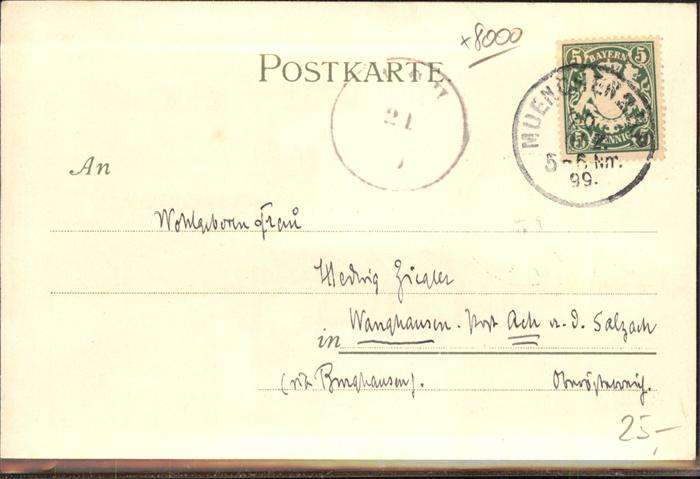 +8000
POSTKARTE.
5 BAYERN 5
PFENNIG
MUENCHEN
5-6 Nm.
99.
21
An
Wohlgeboren Frau
Hedwig Ziegler
in Wanghausen. Post Ach a. d. Salzach
Burghausen). Oberösterreich.
25,-